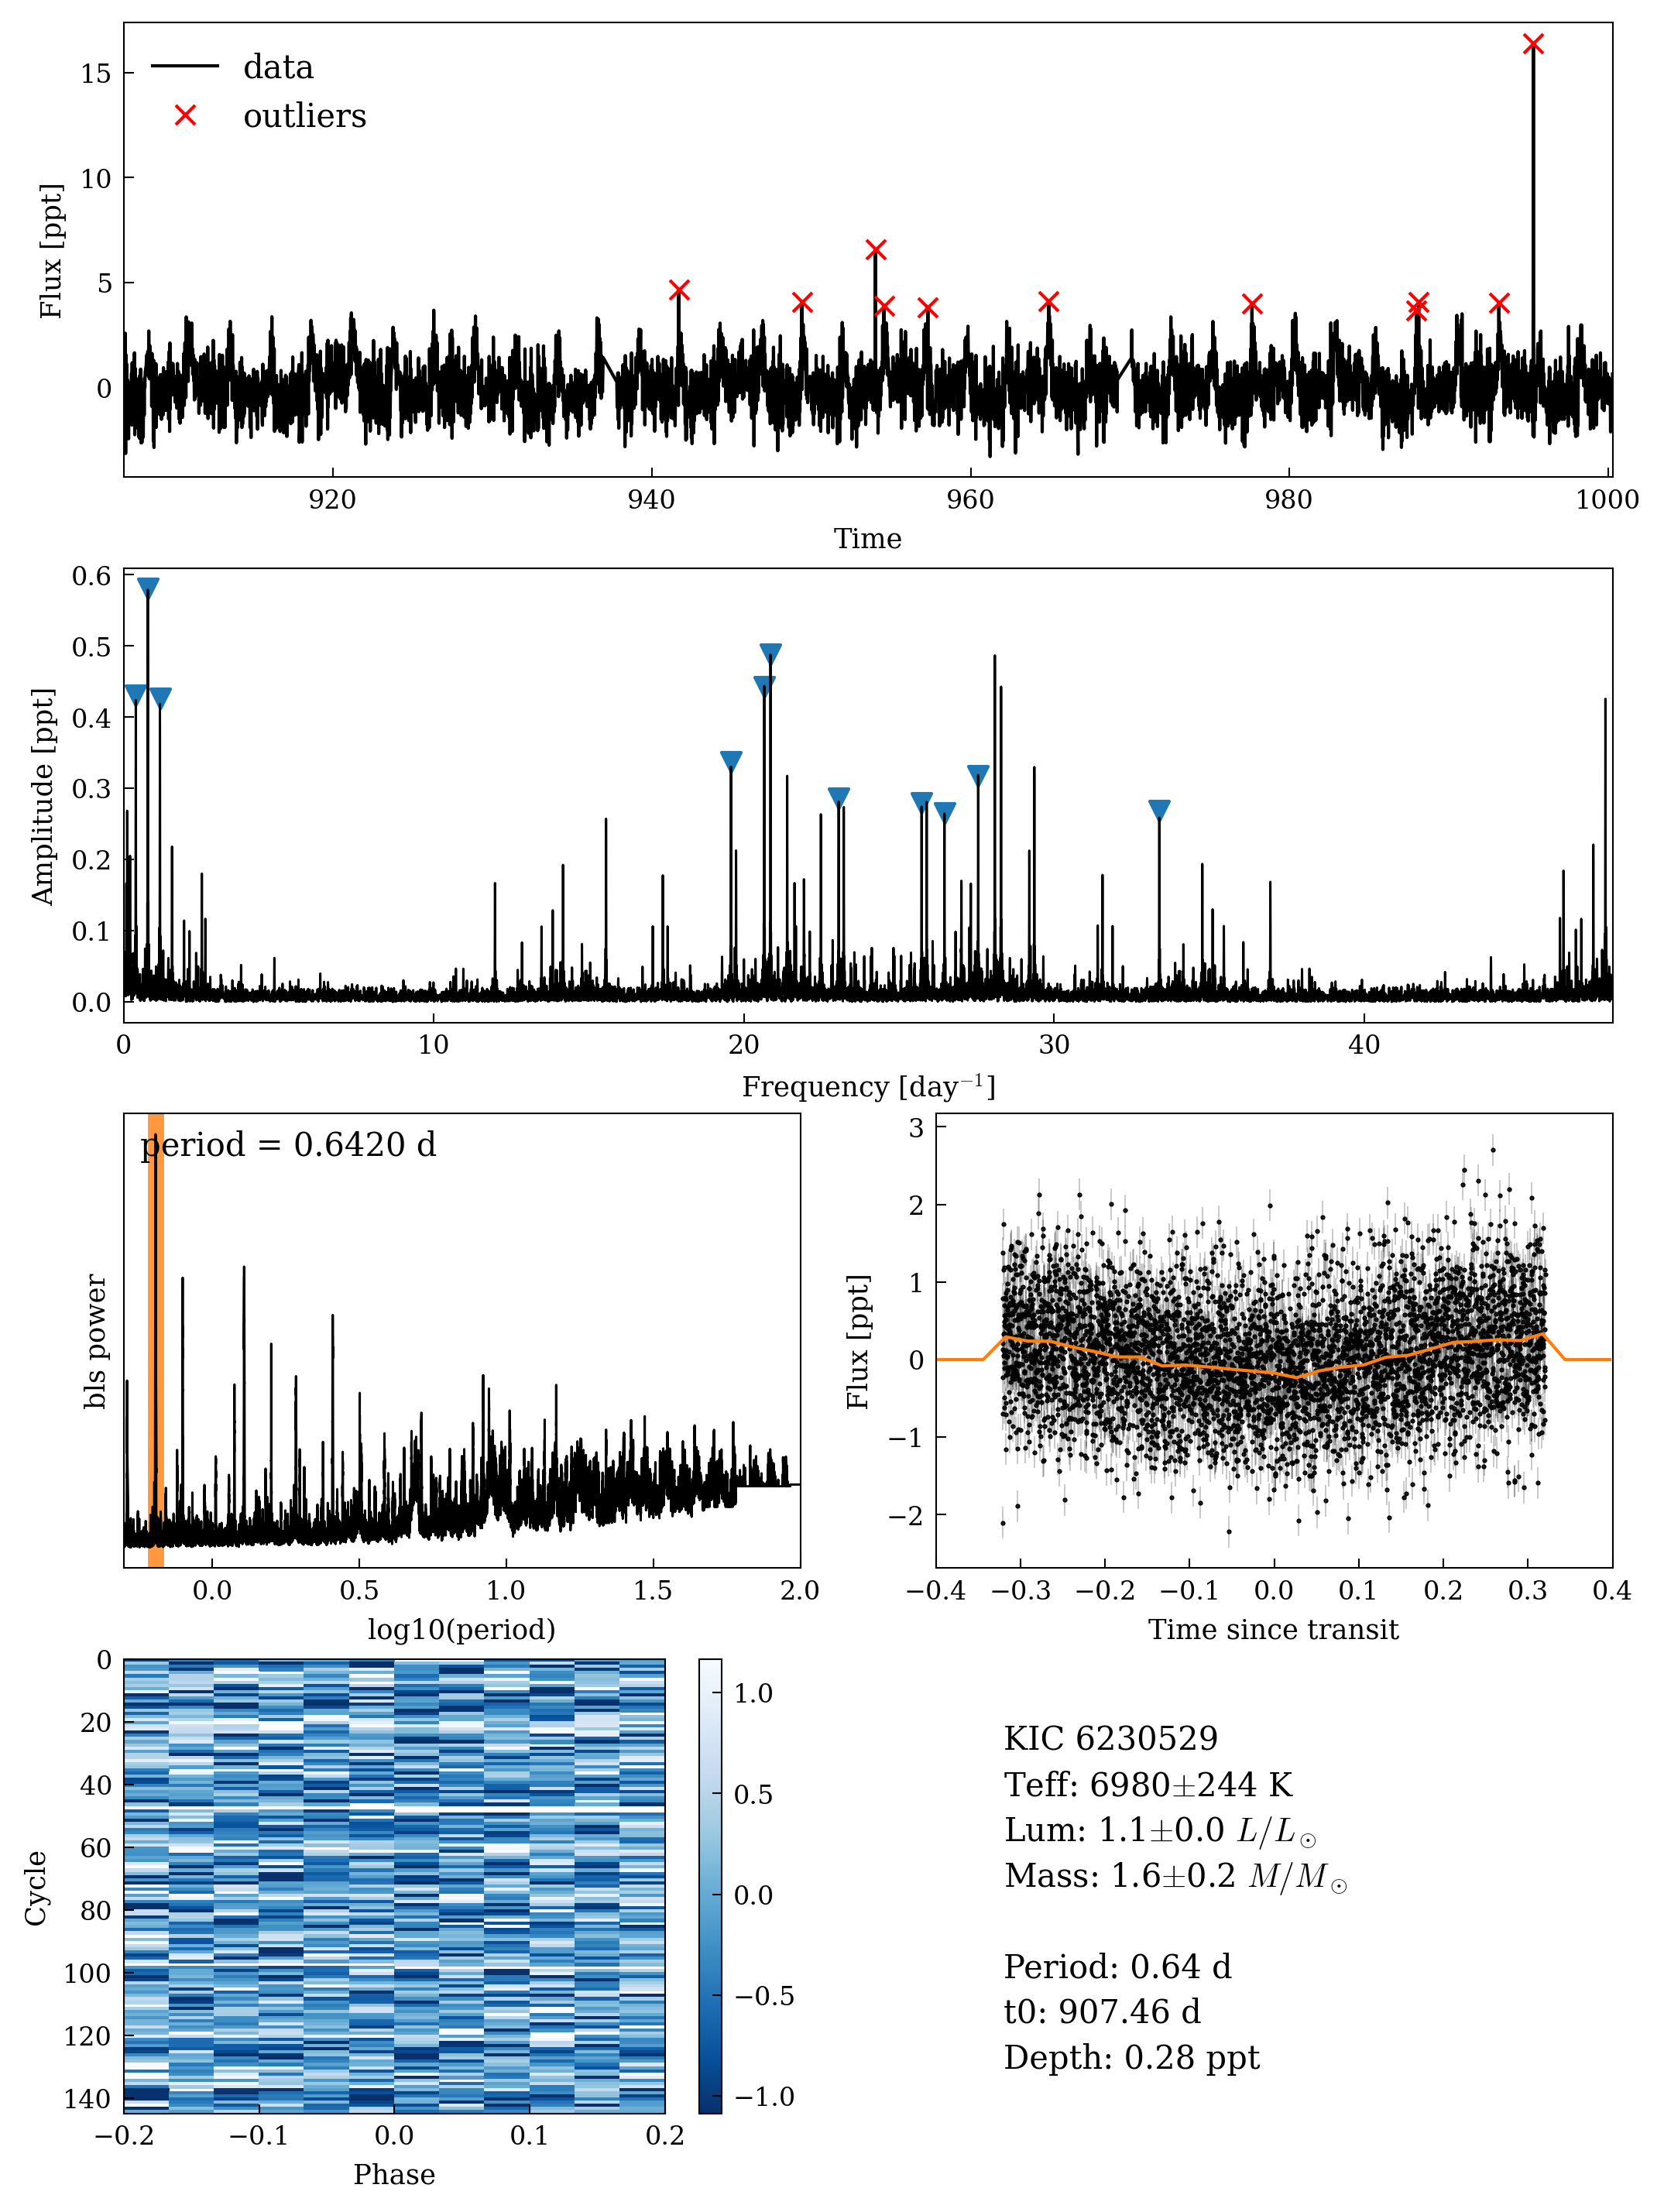 data
outliers
15
10
5
0
Flux [ppt]
920 940 960 980 1000
Time
0.6
0.5
0.4
0.3
0.2
0.1
0.0
Amplitude [ppt]
0 10 20 30 40
Frequency [day⁻¹]
period = 0.6420 d
bls power
0.0 0.5 1.0 1.5 2.0
log10(period)
3
2
1
0
−1
−2
Flux [ppt]
−0.4 −0.3 −0.2 −0.1 0.0 0.1 0.2 0.3 0.4
Time since transit
0
20
40
60
80
100
120
140
Cycle
−0.2 −0.1 0.0 0.1 0.2
Phase
1.0
0.5
0.0
−0.5
−1.0
KIC 6230529
Teff: 6980±244 K
Lum: 1.1±0.0 L/L☉
Mass: 1.6±0.2 M/M☉
Period: 0.64 d
t0: 907.46 d
Depth: 0.28 ppt